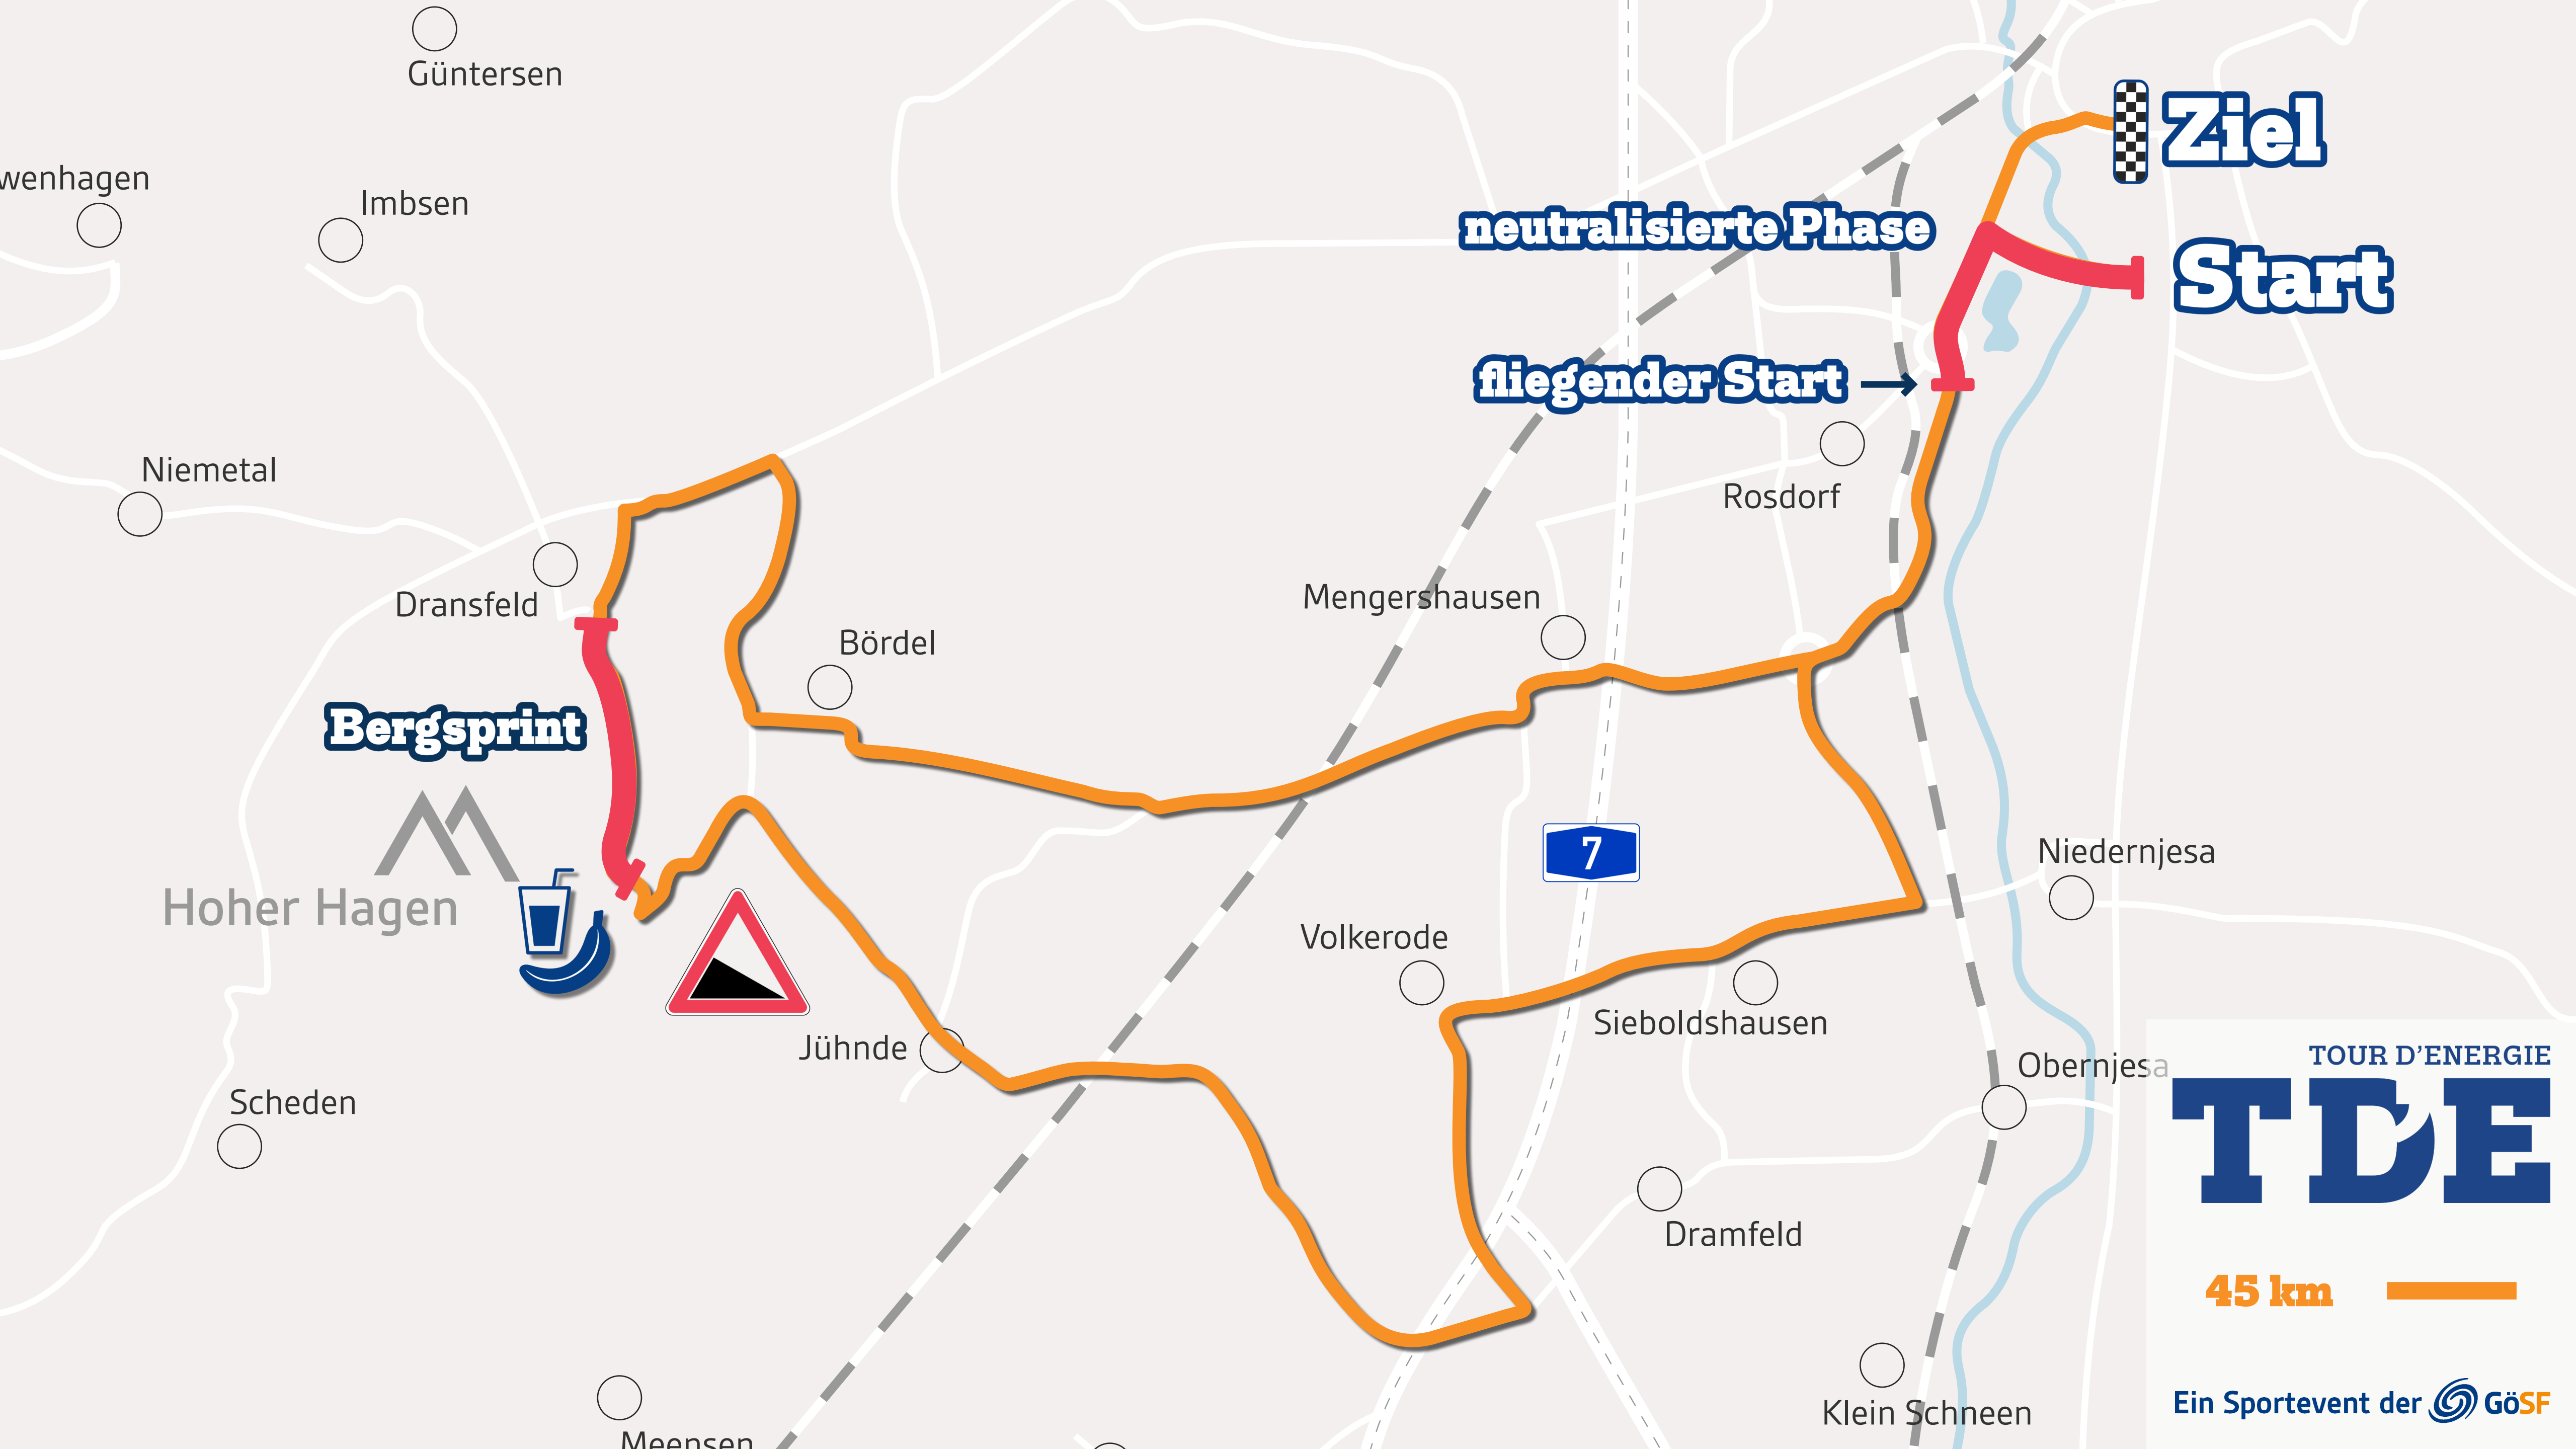 Güntersen
wenhagen
Imbsen
Ziel
neutralisierte Phase
Start
fliegender Start
Niemetal
Rosdorf
Dransfeld
Mengershausen
Bördel
Bergsprint
7
Niedernjesa
Hoher Hagen
Volkerode
Sieboldshausen
Jühnde
Obernjesa
TOUR D'ENERGIE
TDE
Scheden
Dramfeld
45 km
Klein Schneen
Ein Sportevent der GöSF
Meensen